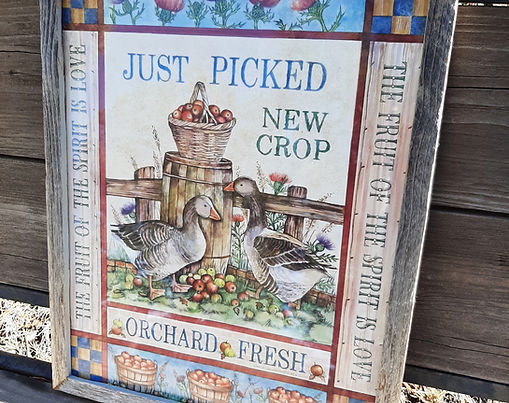 JUST PICKED
NEW
CROP
THE FRUIT OF THE SPIRIT IS LOVE
THE FRUIT OF THE SPIRIT IS LOVE
ORCHARD FRESH